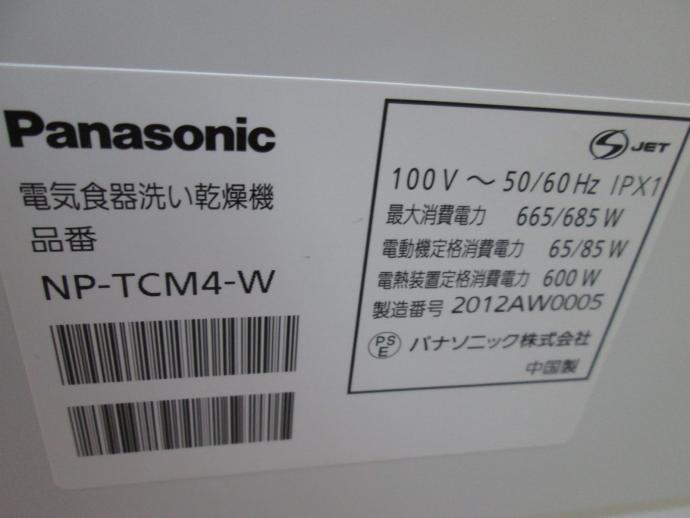 Panasonic
電気食器洗い乾燥機
品番
NP-TCM4-W
S JET
100V～50/60Hz IPX1
最大消費電力 665/685W
電動機定格消費電力 65/85W
電熱装置定格消費電力 600W
製造番号 2012AW0005
PSE パナソニック株式会社
中国製